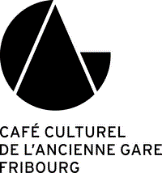 CAFÉ CULTUREL
DE L'ANCIENNE GARE
FRIBOURG